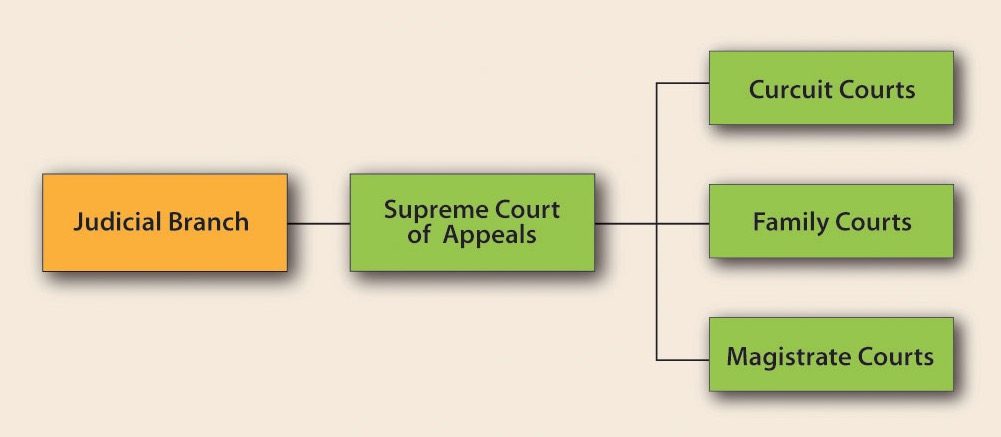 Judicial Branch
Supreme Court
of Appeals
Curcuit Courts
Family Courts
Magistrate Courts